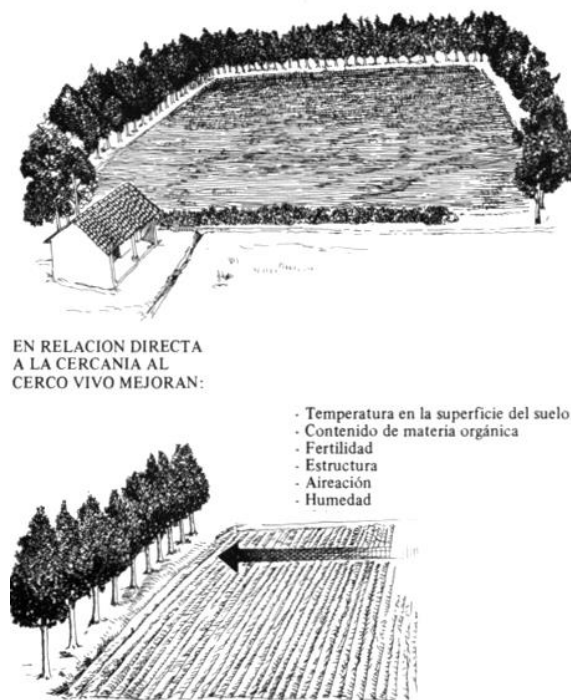 EN RELACION DIRECTA
A LA CERCANIA AL
CERCO VIVO MEJORAN:
- Temperatura en la superficie del suelo
- Contenido de materia orgánica
- Fertilidad
- Estructura
- Aireación
- Humedad